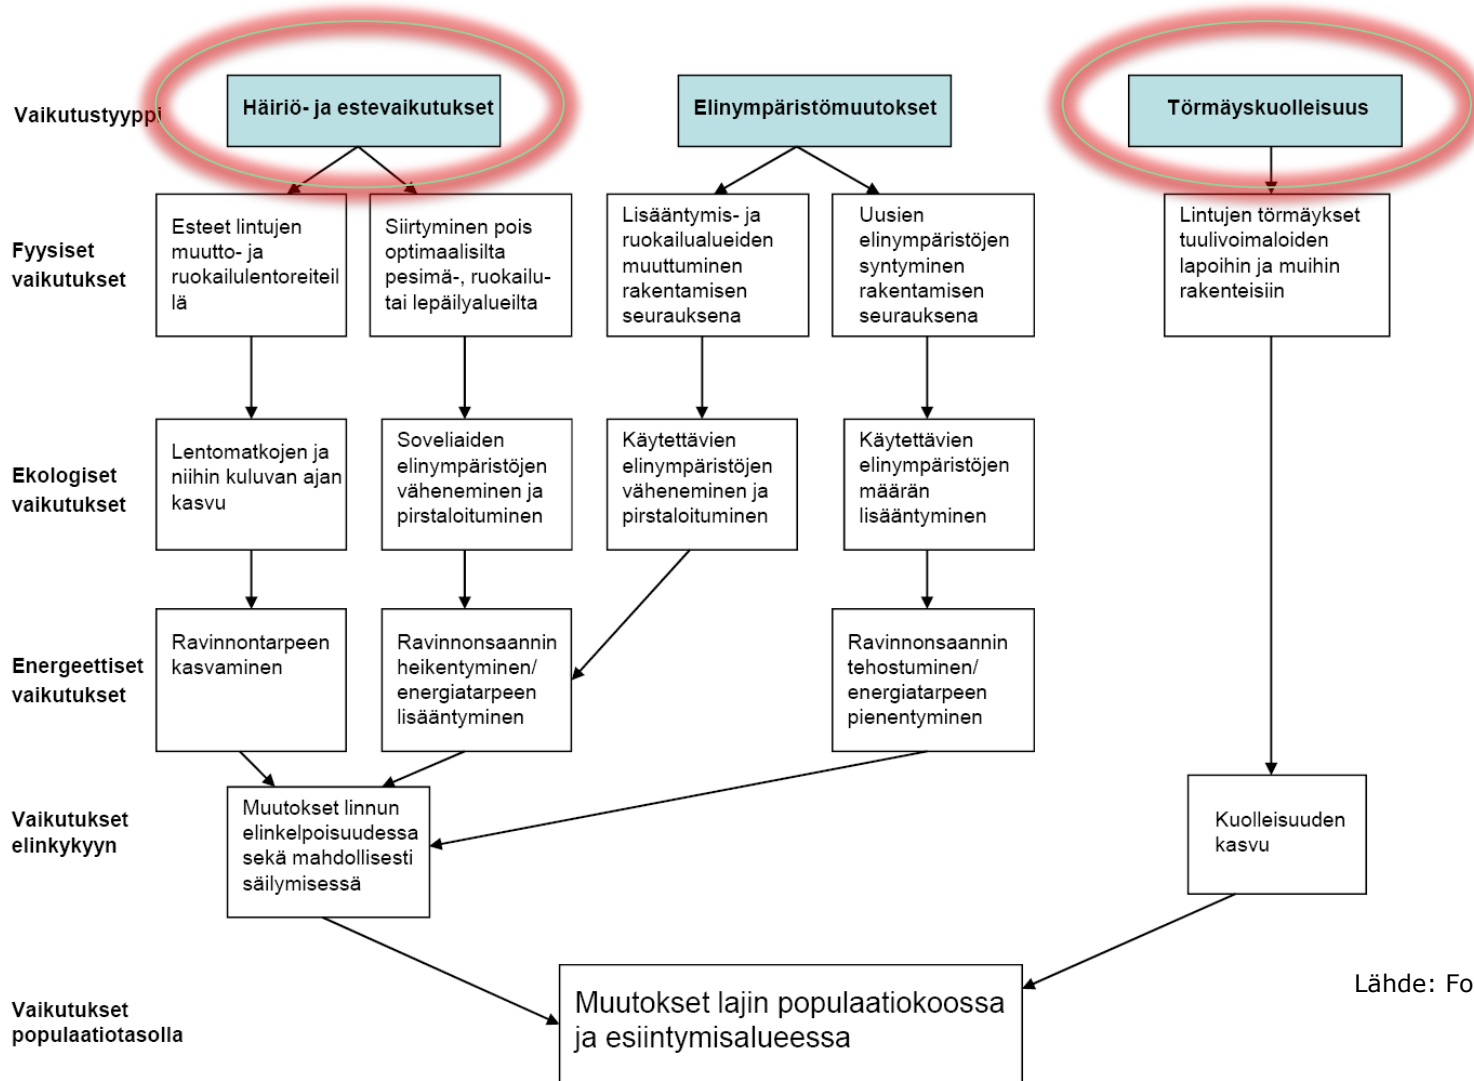 Vaikutustyyppi
Häiriö- ja estevaikutukset
Elinympäristömuutokset
Törmäyskuolleisuus
Fyysiset
vaikutukset
Esteet lintujen
muutto- ja
ruokailulentoreiteil
lä
Siirtyminen pois
optimaalisilta
pesimä-, ruokailu-
tai lepäilyalueilta
Lisääntymis- ja
ruokailualueiden
muuttuminen
rakentamisen
seurauksena
Uusien
elinympäristöjen
syntyminen
rakentamisen
seurauksena
Lintujen törmäykset
tuulivoimaloiden
lapoihin ja muihin
rakenteisiin
Ekologiset
vaikutukset
Lentomatkojen ja
niihin kuluvan ajan
kasvu
Soveliaiden
elinympäristöjen
väheneminen ja
pirstaloituminen
Käytettävien
elinympäristöjen
väheneminen ja
pirstaloituminen
Käytettävien
elinympäristöjen
määrän
lisääntyminen
Energeettiset
vaikutukset
Ravinnontarpeen
kasvaminen
Ravinnonsaannin
heikentyminen/
energiatarpeen
lisääntyminen
Ravinnonsaannin
tehostuminen/
energiatarpeen
pienentyminen
Vaikutukset
elinkykyyn
Muutokset linnun
elinkelpoisuudessa
sekä mahdollisesti
säilymisessä
Kuolleisuuden
kasvu
Vaikutukset
populaatiotasolla
Muutokset lajin populaatiokoossa
ja esiintymisalueessa
Lähde: Fo